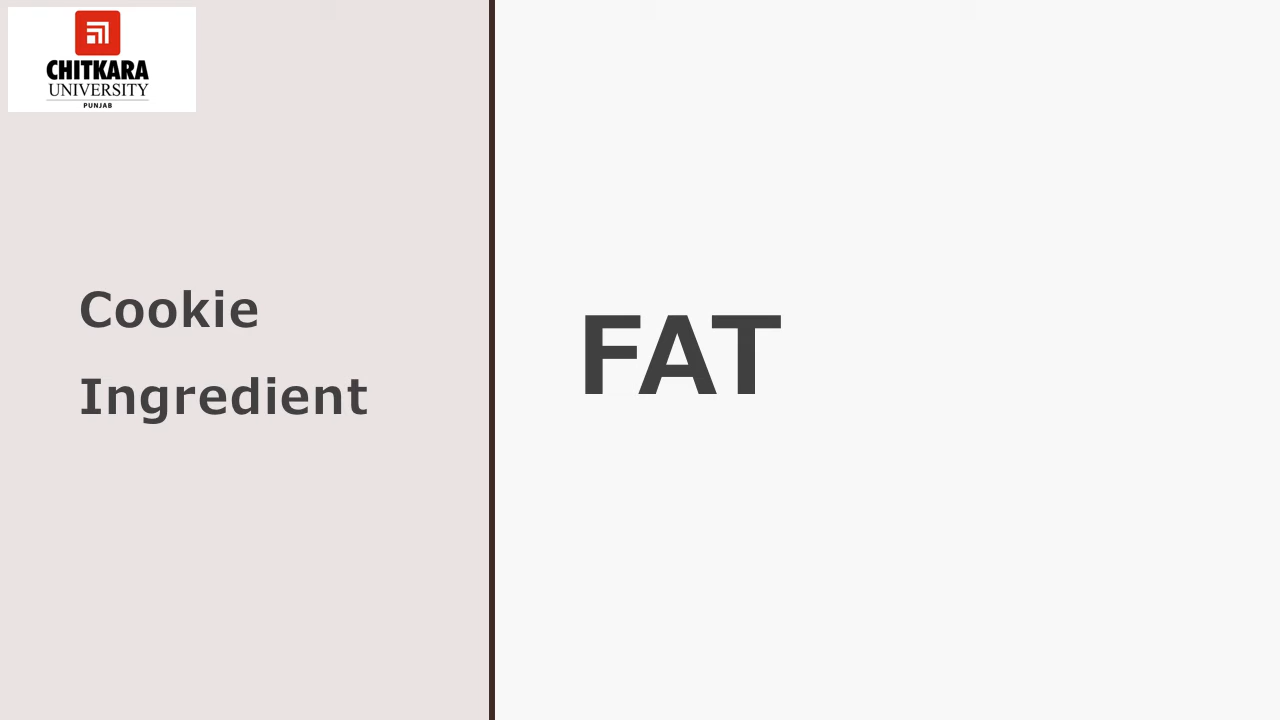 CHITKARA
UNIVERSITY
PUNJAB
Cookie
Ingredient
FAT